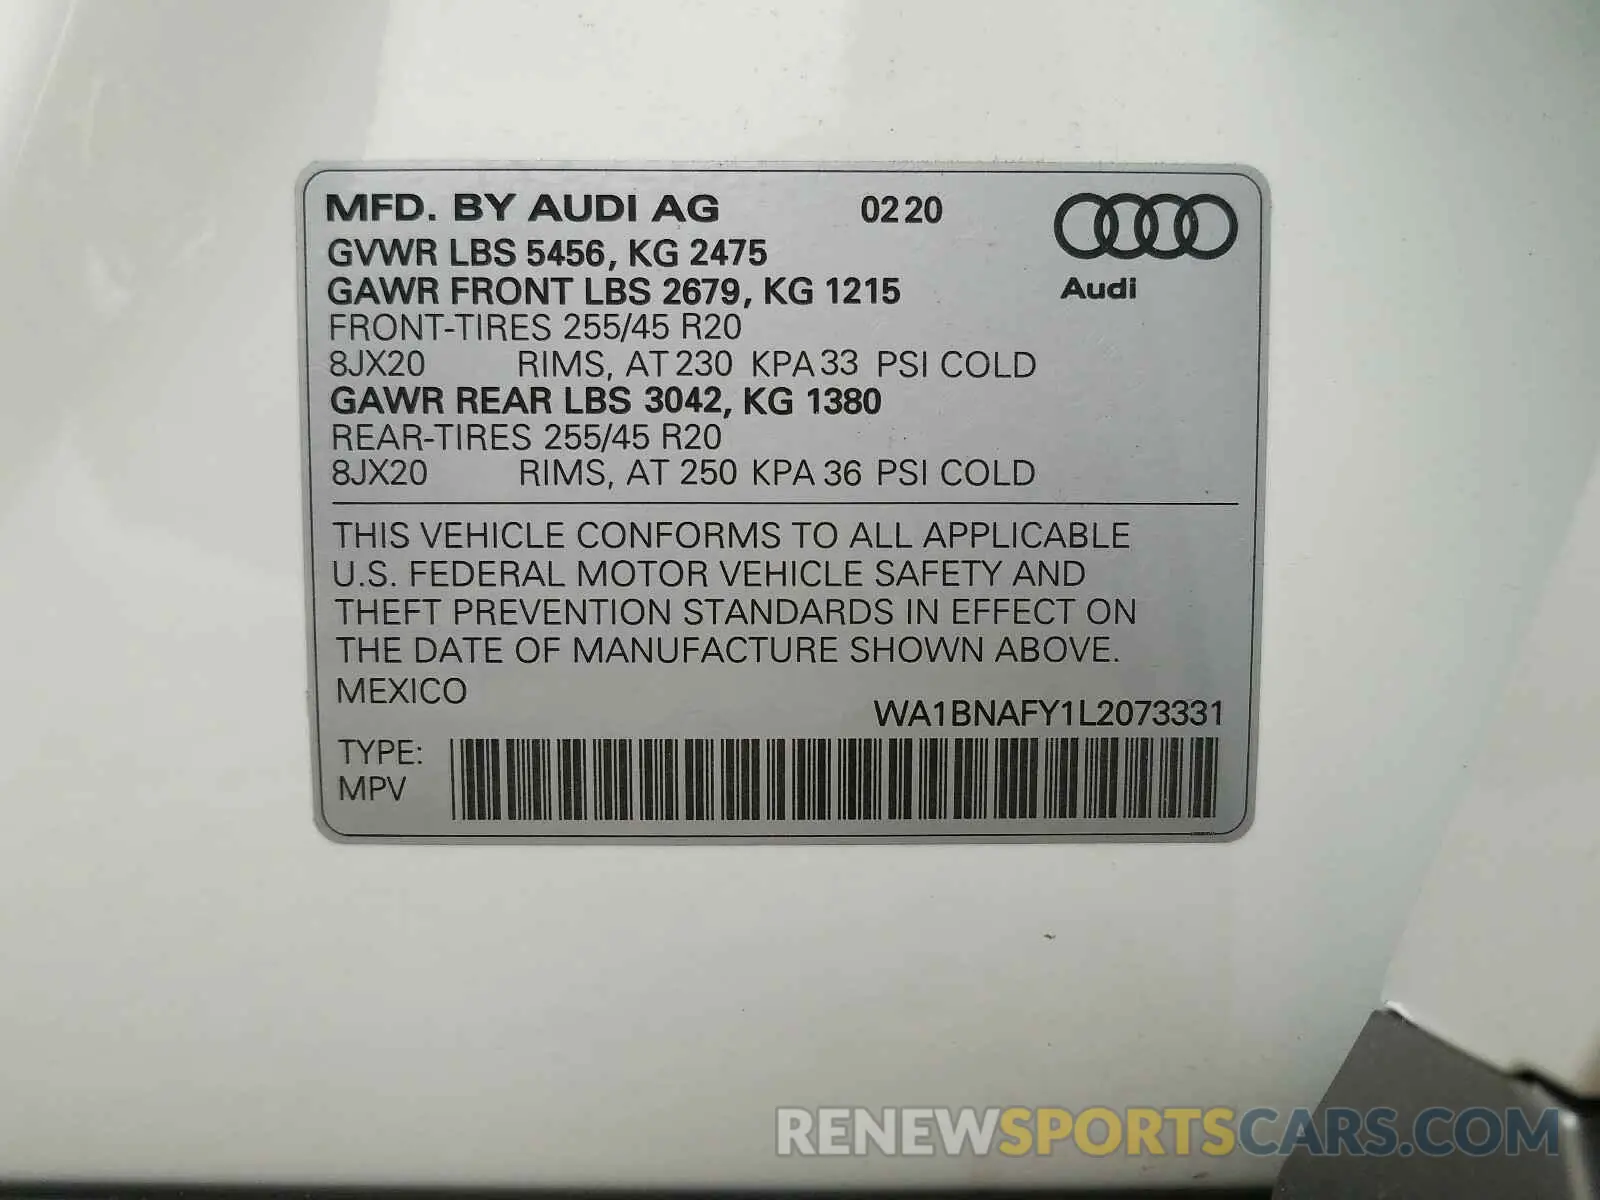 MFD. BY AUDI AG 0220
GVWR LBS 5456, KG 2475
GAWR FRONT LBS 2679, KG 1215
Audi
FRONT-TIRES 255/45 R20
8JX20 RIMS, AT 230 KPA 33 PSI COLD
GAWR REAR LBS 3042, KG 1380
REAR-TIRES 255/45 R20
8JX20 RIMS, AT 250 KPA 36 PSI COLD
THIS VEHICLE CONFORMS TO ALL APPLICABLE
U.S. FEDERAL MOTOR VEHICLE SAFETY AND
THEFT PREVENTION STANDARDS IN EFFECT ON
THE DATE OF MANUFACTURE SHOWN ABOVE.
MEXICO
WA1BNAFY1L2073331
TYPE:
MPV
RENEWSPORTSCARS.COM